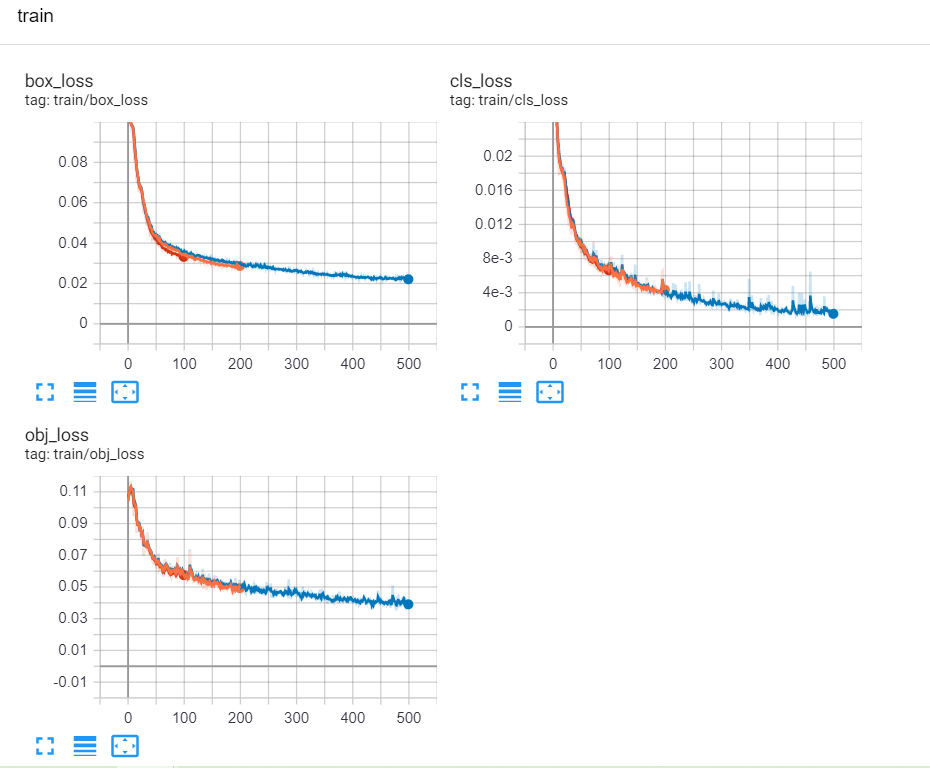 train
box_loss
tag: train/box_loss
0.08
0.06
0.04
0.02
0
0 100 200 300 400 500
cls_loss
tag: train/cls_loss
0.02
0.016
0.012
8e-3
4e-3
0
0 100 200 300 400 500
obj_loss
tag: train/obj_loss
0.11
0.09
0.07
0.05
0.03
0.01
-0.01
0 100 200 300 400 500